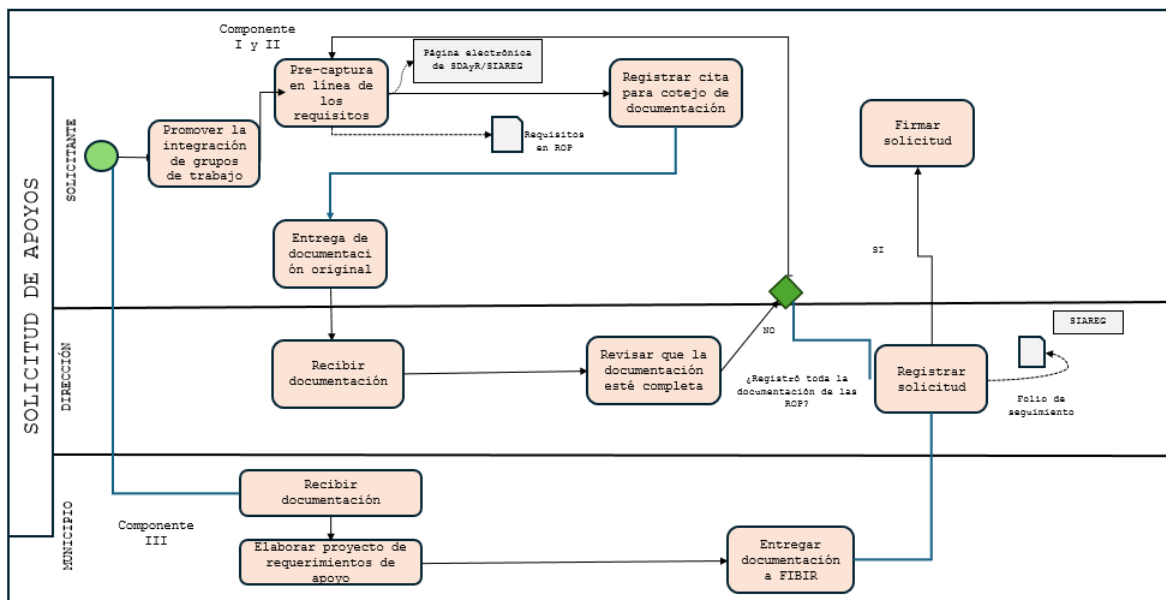 SOLICITUD DE APOYOS
SOLICITANTE
Componente
I y II
Pre-captura
en línea de
los
requisitos
Página electrónica
de SDAyR/SIAREG
Registrar cita
para cotejo de
documentación
Promover la
integración
de grupos
de trabajo
Requisitos
en ROP
Firmar
solicitud
Entrega de
documentaci
ón original
SI
DIRECCIÓN
Recibir
documentación
Revisar que la
documentación
esté completa
NO
¿Registró toda la
documentación de las
ROP?
Registrar
solicitud
SIAREG
Folio de
seguimiento
MUNICIPIO
Componente
III
Recibir
documentación
Elaborar proyecto de
requerimientos de
apoyo
Entregar
documentación
a FIBIR